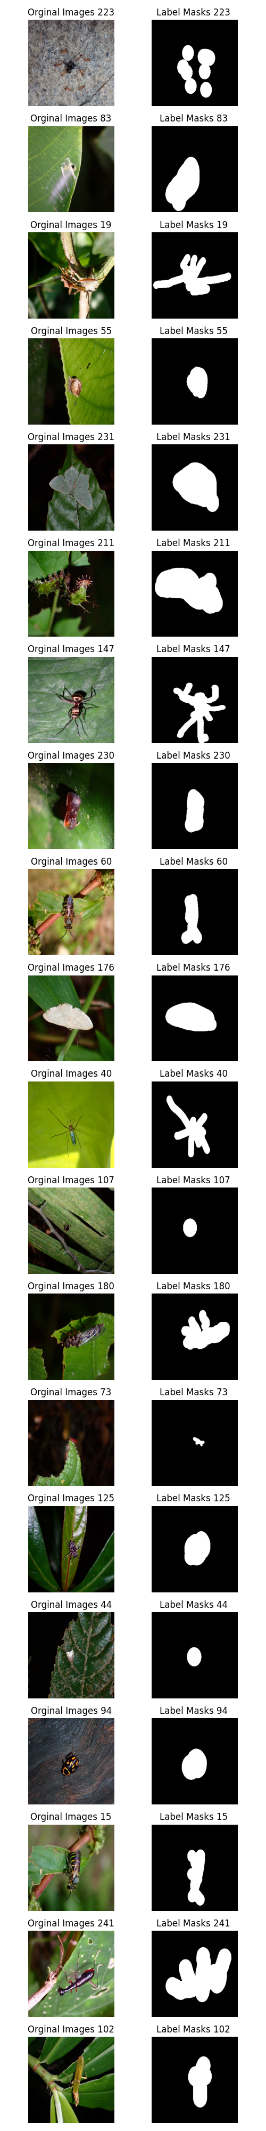 Orginal Images 223 Label Masks 223
Orginal Images 83 Label Masks 83
Orginal Images 19 Label Masks 19
Orginal Images 55 Label Masks 55
Orginal Images 231 Label Masks 231
Orginal Images 211 Label Masks 211
Orginal Images 147 Label Masks 147
Orginal Images 230 Label Masks 230
Orginal Images 60 Label Masks 60
Orginal Images 176 Label Masks 176
Orginal Images 40 Label Masks 40
Orginal Images 107 Label Masks 107
Orginal Images 180 Label Masks 180
Orginal Images 73 Label Masks 73
Orginal Images 125 Label Masks 125
Orginal Images 44 Label Masks 44
Orginal Images 94 Label Masks 94
Orginal Images 15 Label Masks 15
Orginal Images 241 Label Masks 241
Orginal Images 102 Label Masks 102